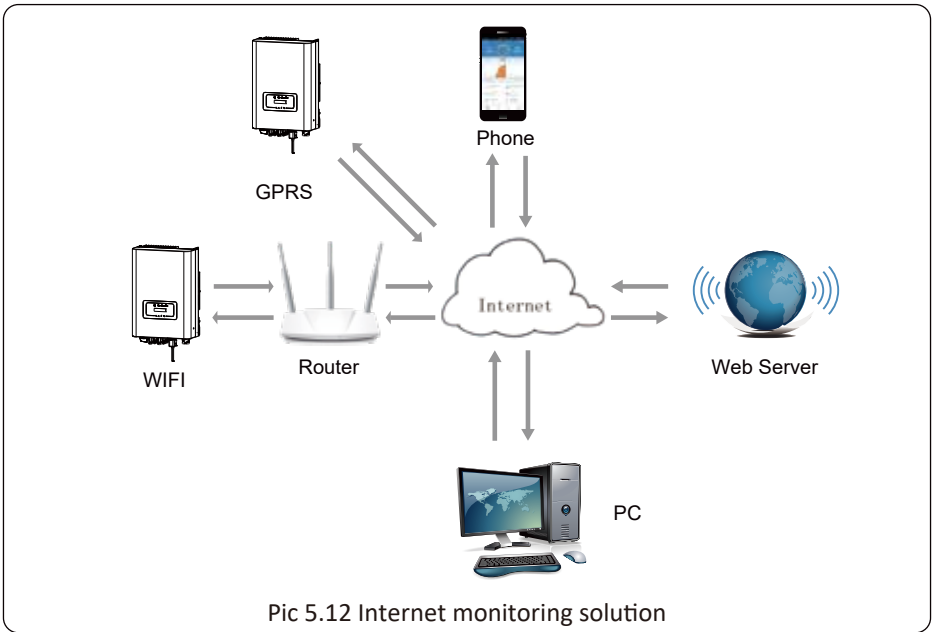 Phone
GPRS
Internet
WIFI
Router
Web Server
PC
Pic 5.12 Internet monitoring solution